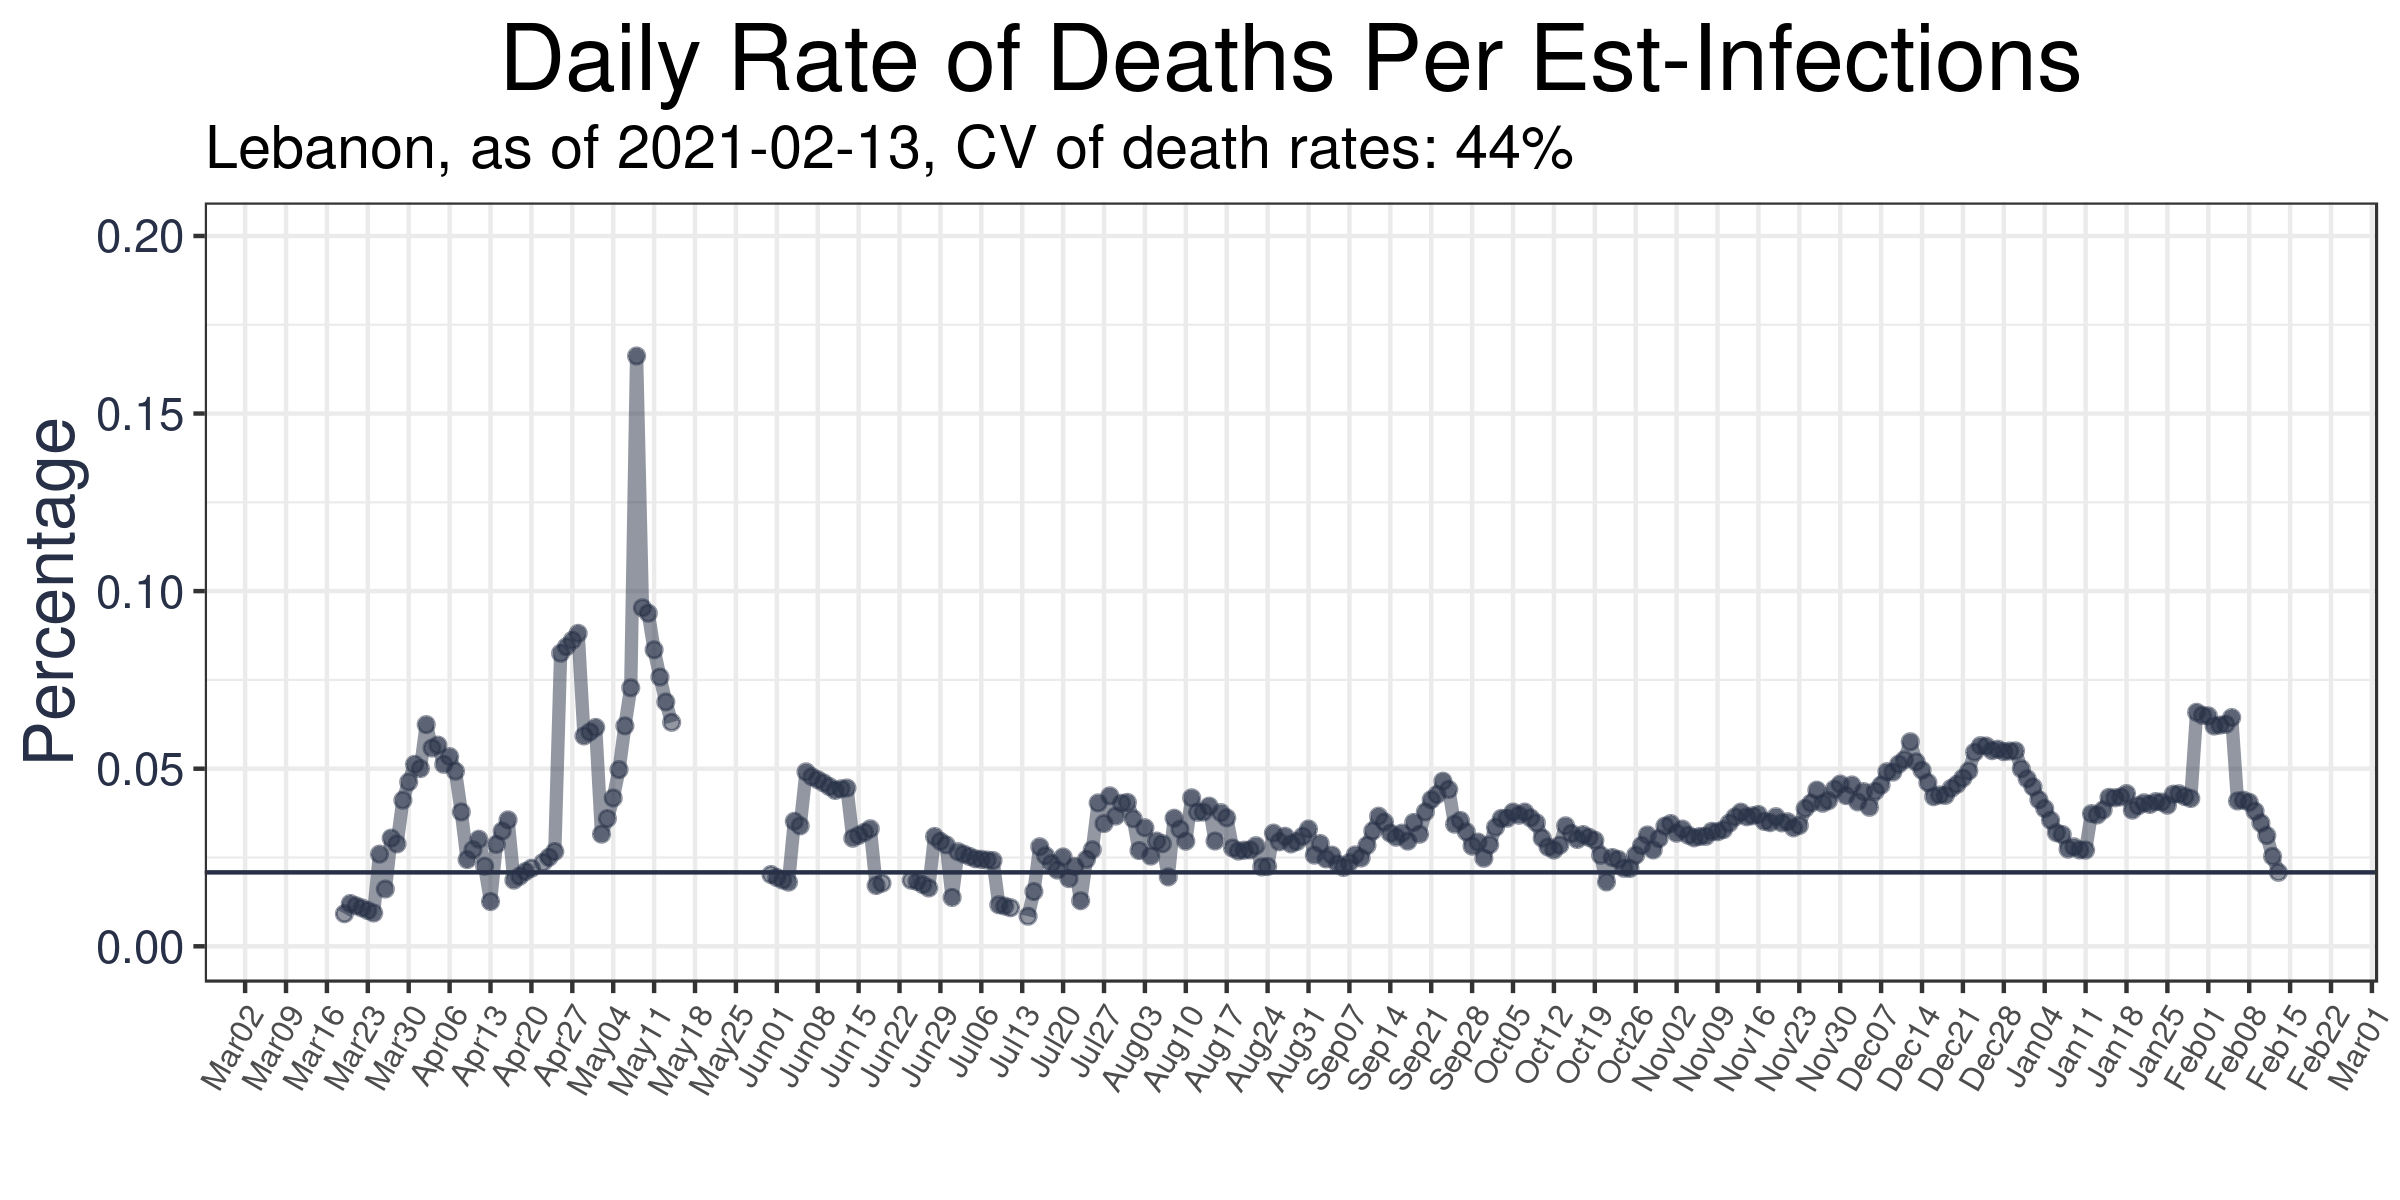 Daily Rate of Deaths Per Est-Infections
Lebanon, as of 2021-02-13, CV of death rates: 44%
Percentage
0.20
0.15
0.10
0.05
0.00
Mar02
Mar09
Mar16
Mar23
Mar30
Apr06
Apr13
Apr20
Apr27
May04
May11
May18
May25
Jun01
Jun08
Jun15
Jun22
Jun29
Jul06
Jul13
Jul20
Jul27
Aug03
Aug10
Aug17
Aug24
Aug31
Sep07
Sep14
Sep21
Sep28
Oct05
Oct12
Oct19
Oct26
Nov02
Nov09
Nov16
Nov23
Nov30
Dec07
Dec14
Dec21
Dec28
Jan04
Jan11
Jan18
Jan25
Feb01
Feb08
Feb15
Feb22
Mar01